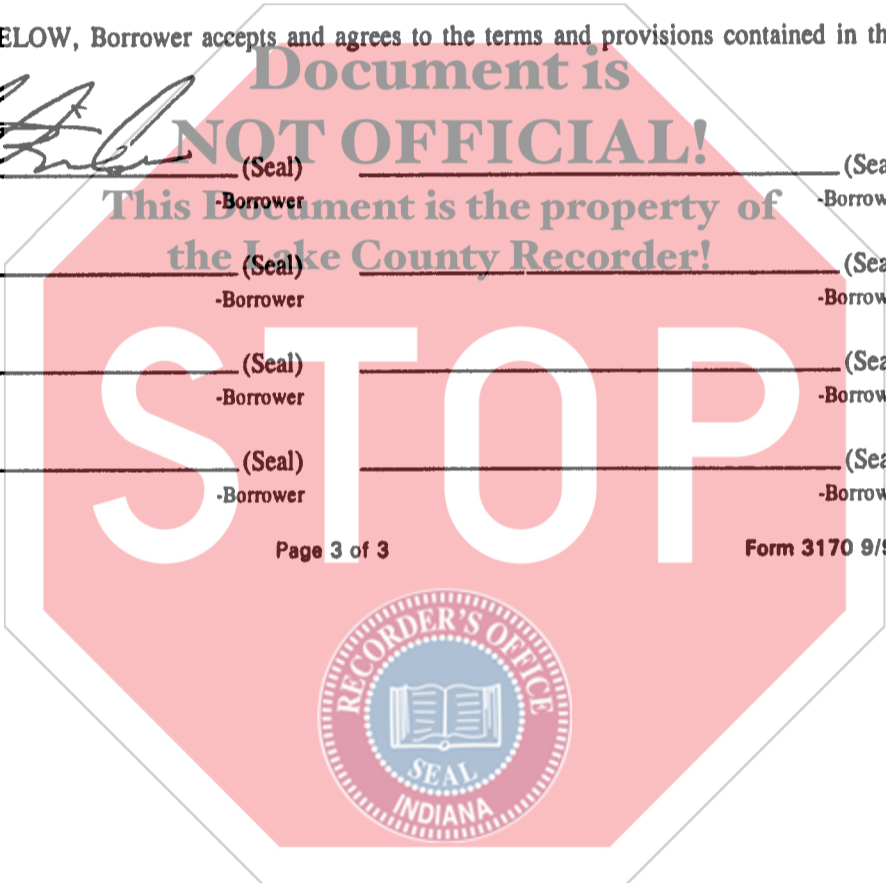 ELOW, Borrower accepts and agrees to the terms and provisions contained in th
Document is
NOT OFFICIAL!
(Seal) (Sea
This Document is the property of
-Borrower -Borrow
the Lake County Recorder!
(Seal) (Sea
-Borrower -Borrow
STOP
(Seal) (Sea
-Borrower -Borrow
(Seal) (Sea
-Borrower -Borrow
Page 3 of 3 Form 3170 9/9
RECORDER'S OFFICE
SEAL
INDIANA